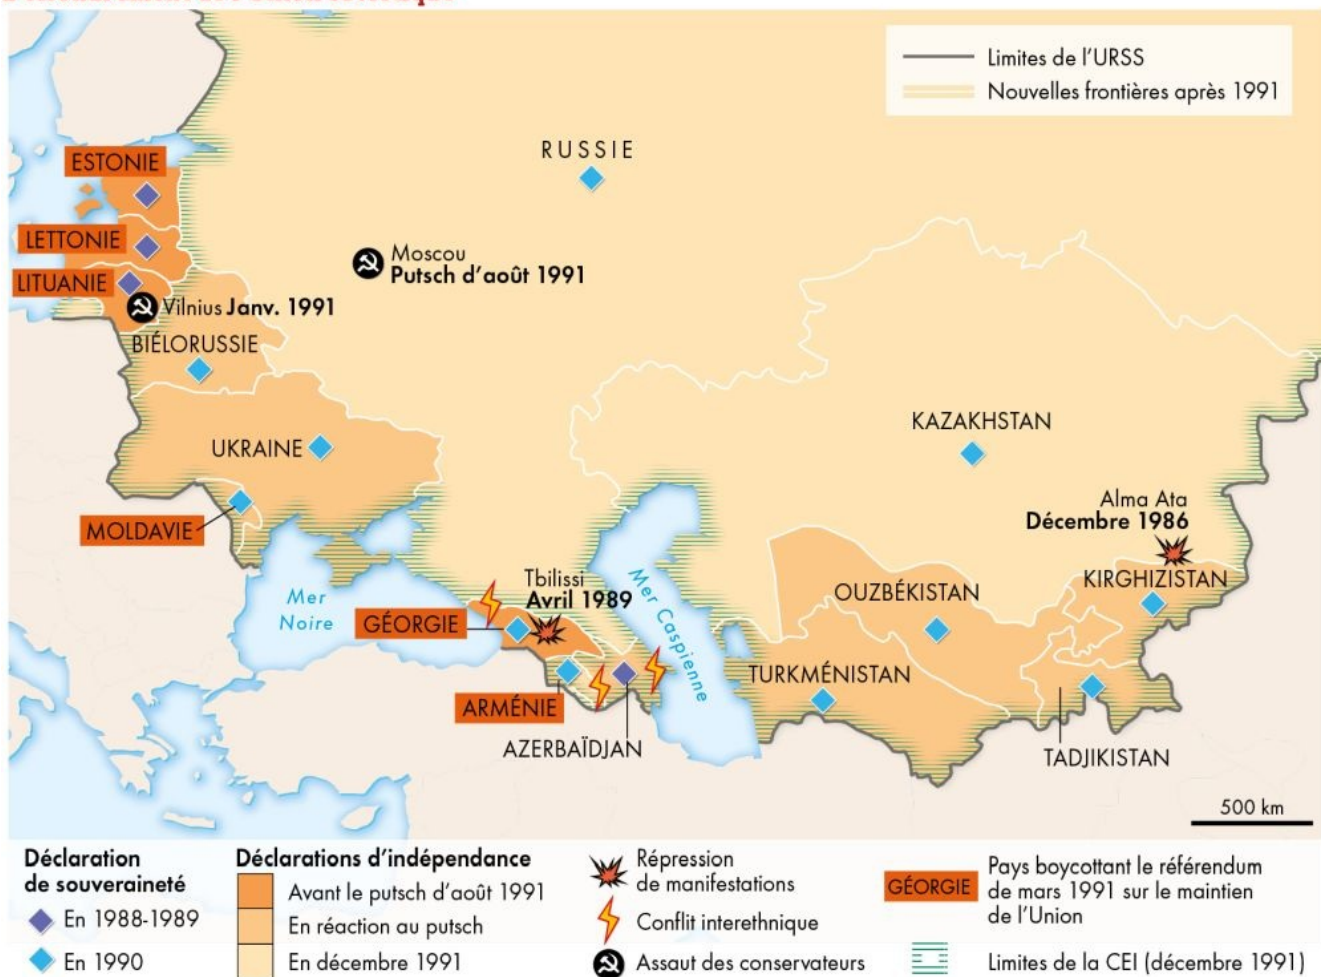 Limites de l'URSS
Nouvelles frontières après 1991
RUSSIE
ESTONIE
LETTONIE
LITUANIE
Moscou
Putsch d'août 1991
Vilnius Janv. 1991
BIÉLORUSSIE
UKRAINE
KAZAKHSTAN
MOLDAVIE
Alma Ata
Décembre 1986
Mer
Noire
Tbilissi
Avril 1989
Mer Caspienne
OUZBÉKISTAN
KIRGHIZISTAN
GÉORGIE
TURKMÉNISTAN
ARMÉNIE
AZERBAÏDJAN
TADJIKISTAN
500 km
Déclaration
de souveraineté
En 1988-1989
En 1990
Déclarations d'indépendance
Avant le putsch d'août 1991
En réaction au putsch
En décembre 1991
Répression
de manifestations
Conflit interethnique
Assaut des conservateurs
GÉORGIE
Pays boycottant le référendum
de mars 1991 sur le maintien
de l'Union
Limites de la CEI (décembre 1991)